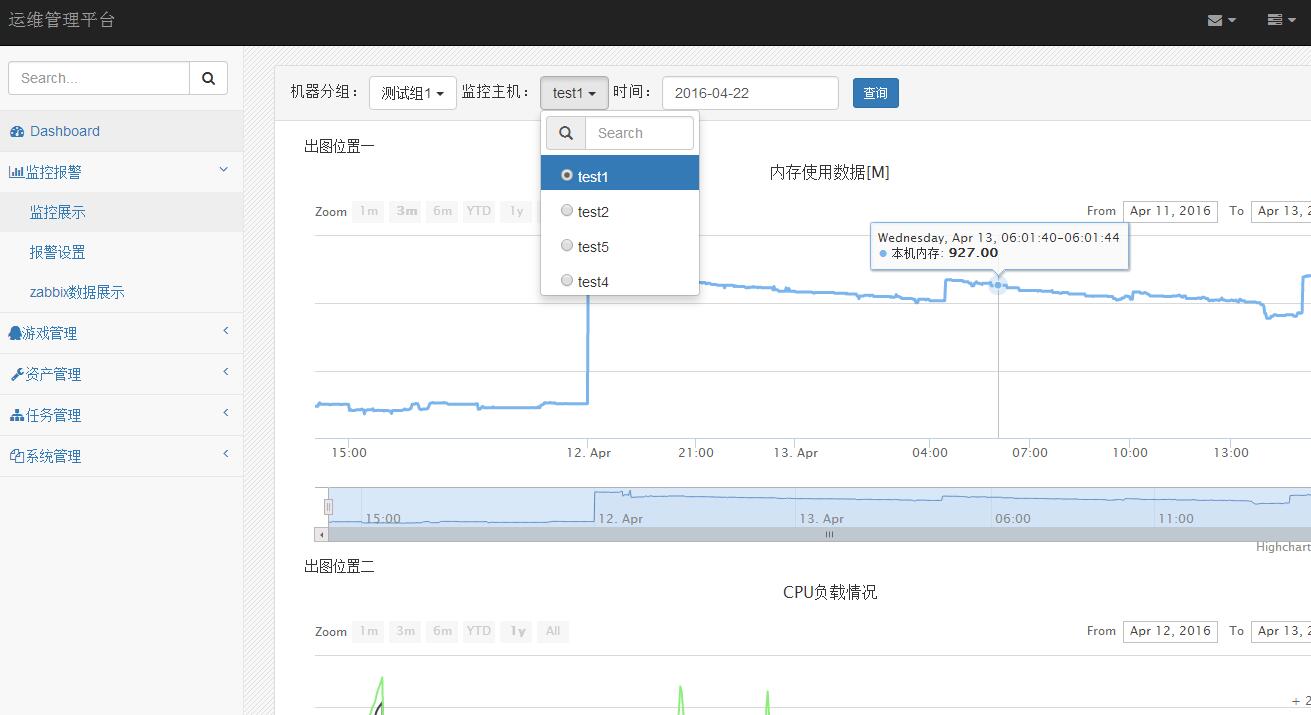 运维管理平台
Search...
Dashboard
监控报警
监控展示
报警设置
zabbix数据展示
游戏管理
资产管理
任务管理
系统管理
机器分组： 测试组1 监控主机： test1 时间： 2016-04-22 查询
Search
test1
test2
test5
test4
出图位置一
内存使用数据[M]
Zoom 1m 3m 6m YTD 1y
From Apr 11, 2016 To Apr 13, 2
Wednesday, Apr 13, 06:01:40-06:01:44
本机内存: 927.00
15:00 12. Apr 21:00 13. Apr 04:00 07:00 10:00 13:00
15:00 12. Apr 13. Apr 06:00 11:00
Highchart
出图位置二
CPU负载情况
Zoom 1m 3m 6m YTD 1y All
From Apr 12, 2016 To Apr 13, 2
+ 2